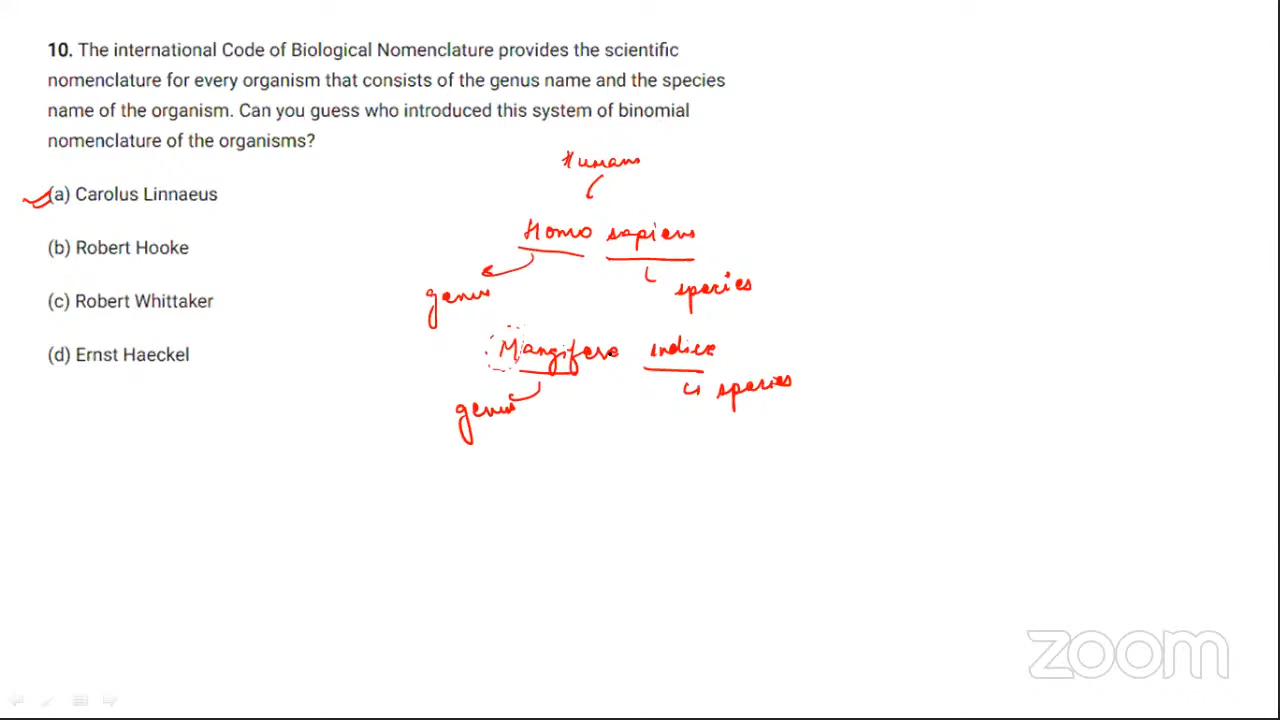 10. The international Code of Biological Nomenclature provides the scientific
nomenclature for every organism that consists of the genus name and the species
name of the organism. Can you guess who introduced this system of binomial
nomenclature of the organisms?
Humans
(a) Carolus Linnaeus
Homo sapiens
(b) Robert Hooke
genus
species
(c) Robert Whittaker
Mangifera indica
(d) Ernst Haeckel
species
genus
zoom